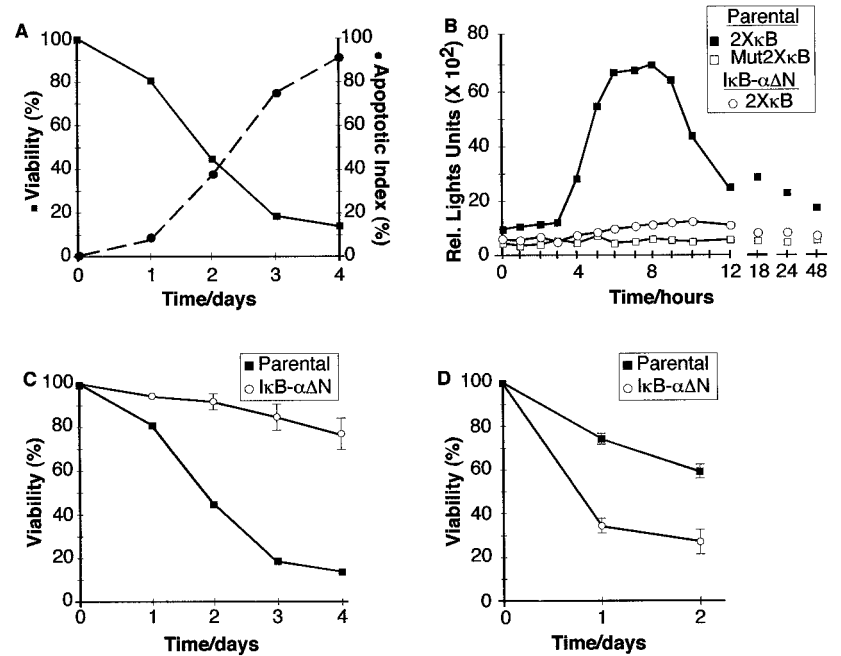 A
100
80
60
40
20
0
▪ Viability (%)
100
80
60
40
20
0
• Apoptotic Index (%)
0 1 2 3 4
Time/days
B
80
60
40
20
0
Rel. Lights Units (X 10²)
Parental
■ 2XκB
□ Mut2XκB
IκB-αΔN
○ 2XκB
0 4 8 12 18 24 48
Time/hours
C
100
80
60
40
20
0
Viability (%)
■ Parental
○ IκB-αΔN
0 1 2 3 4
Time/days
D
100
80
60
40
20
0
Viability (%)
■ Parental
○ IκB-αΔN
0 1 2
Time/days